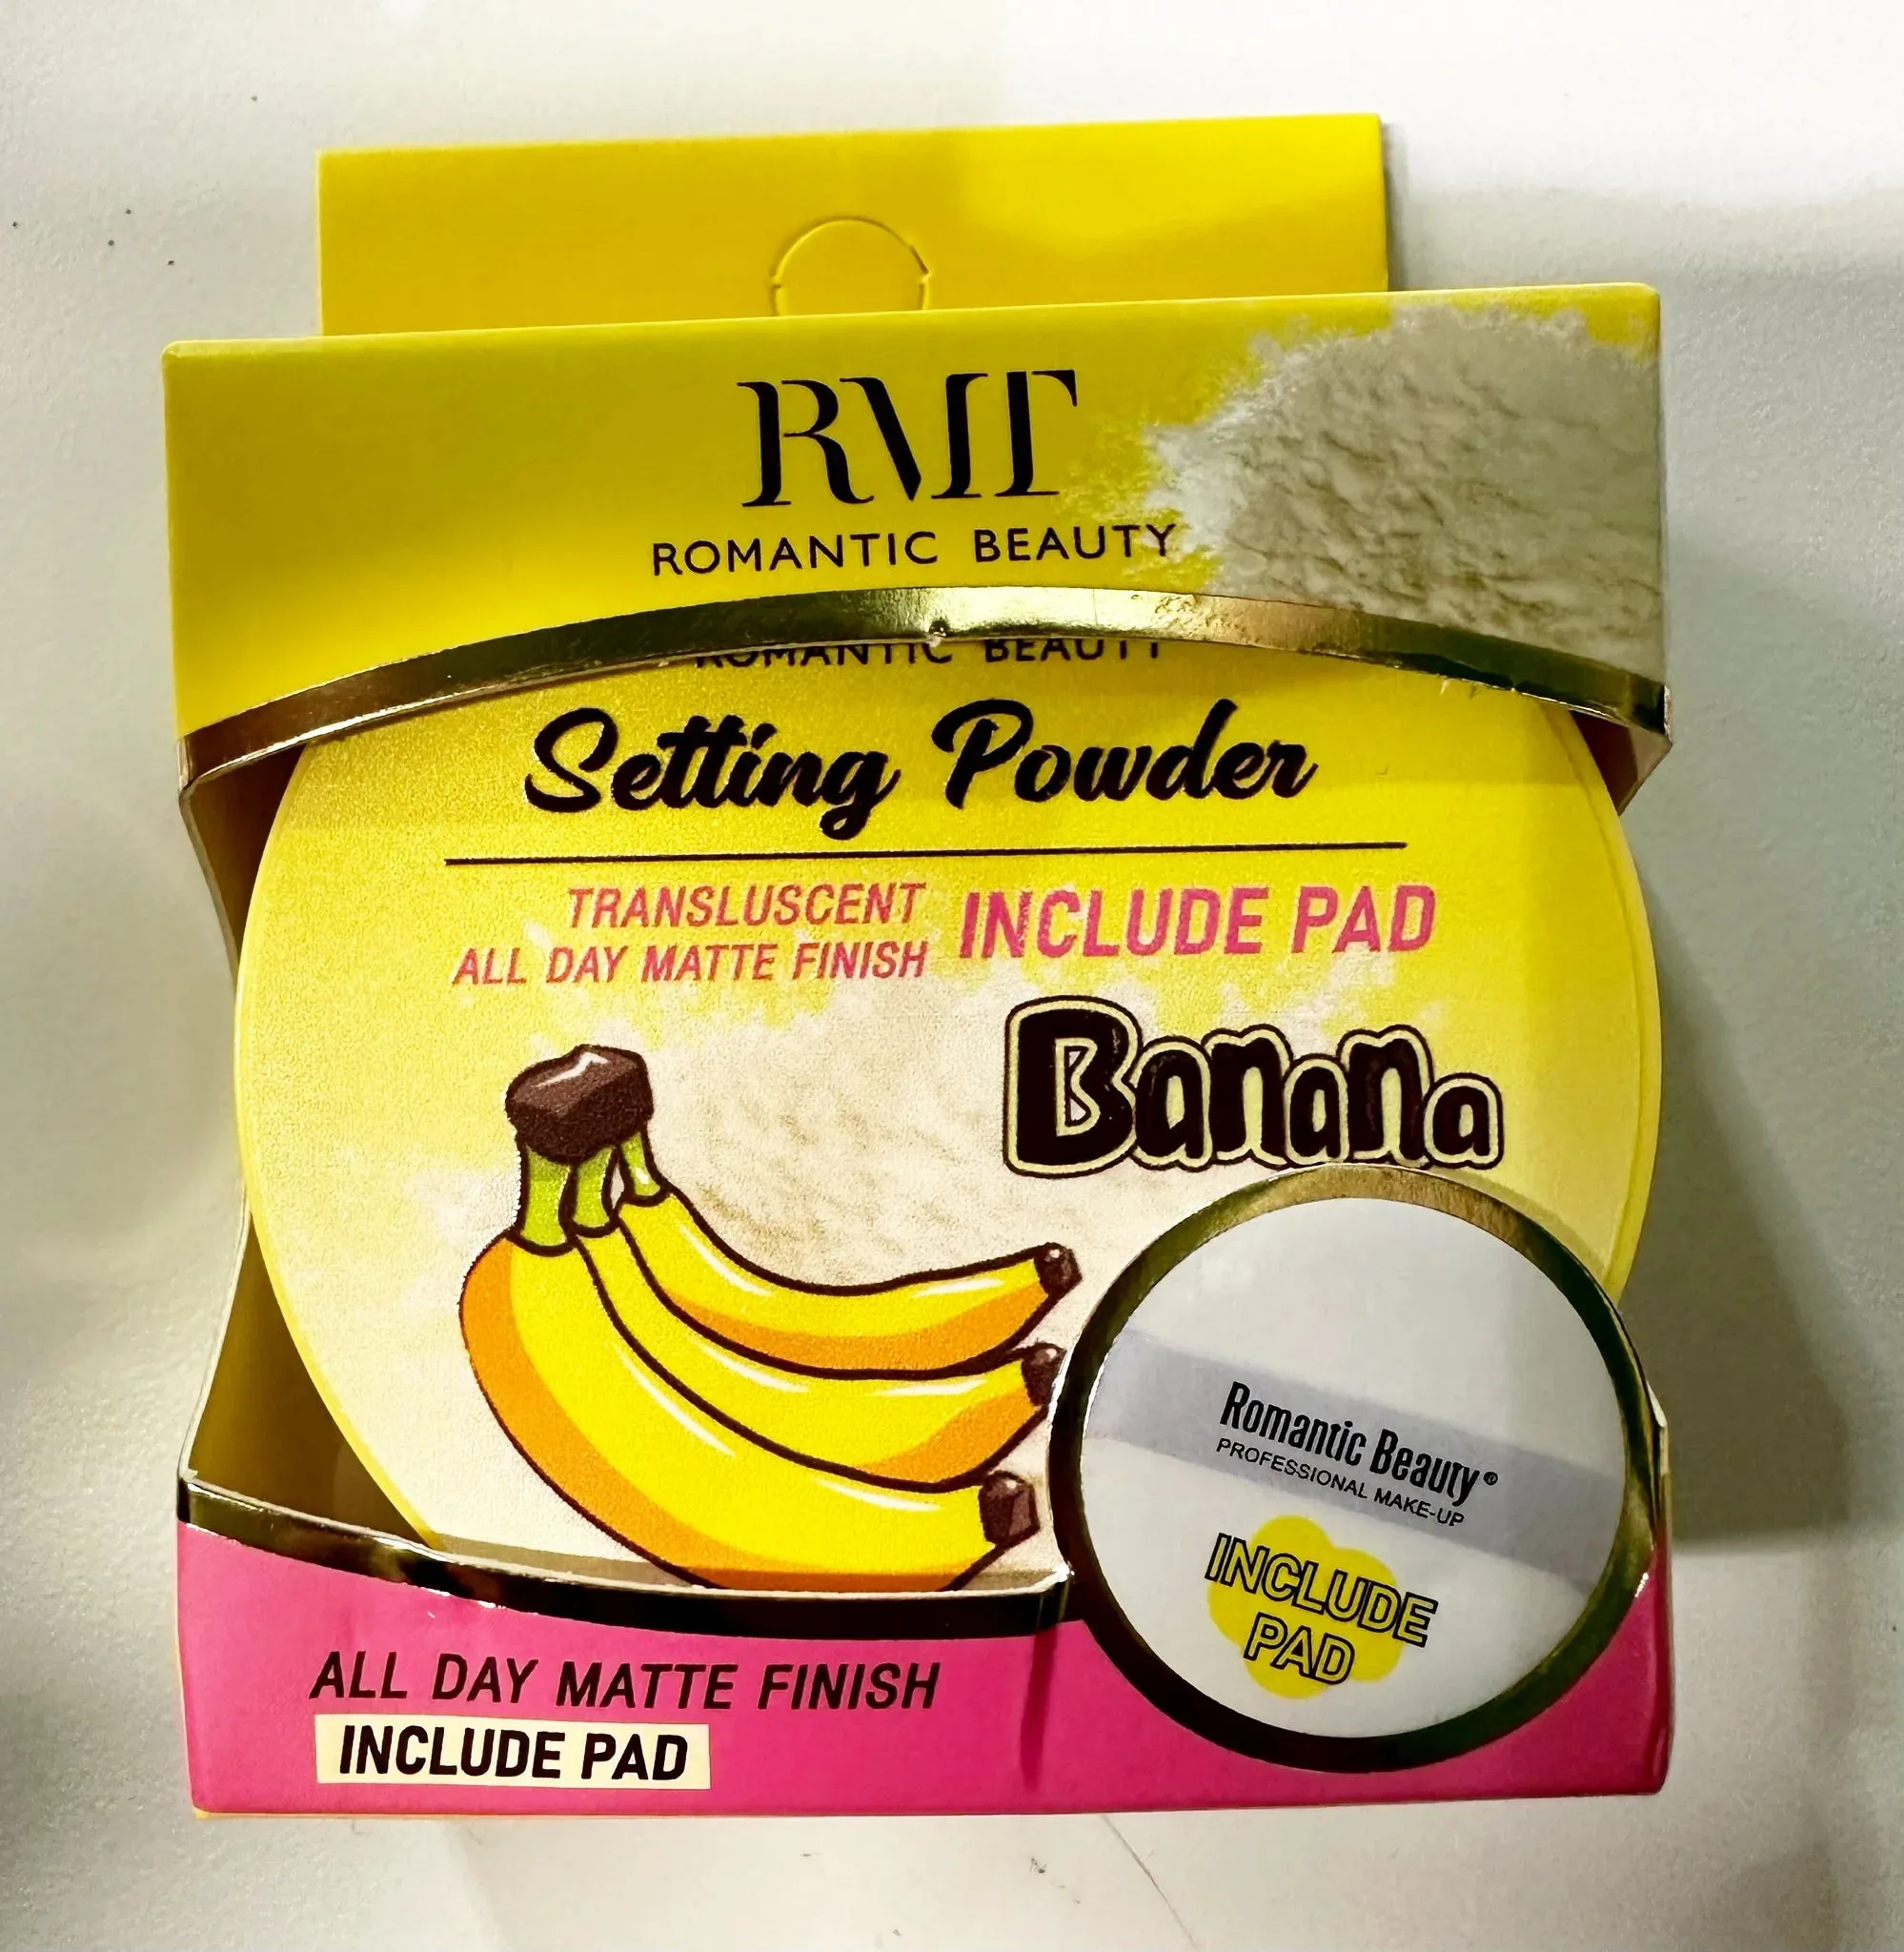 RMT
ROMANTIC BEAUTY
ROMANTIC BEAUTY
Setting Powder
TRANSLUSCENT
ALL DAY MATTE FINISH
INCLUDE PAD
Banana
Romantic Beauty®
PROFESSIONAL MAKE-UP
INCLUDE
PAD
ALL DAY MATTE FINISH
INCLUDE PAD